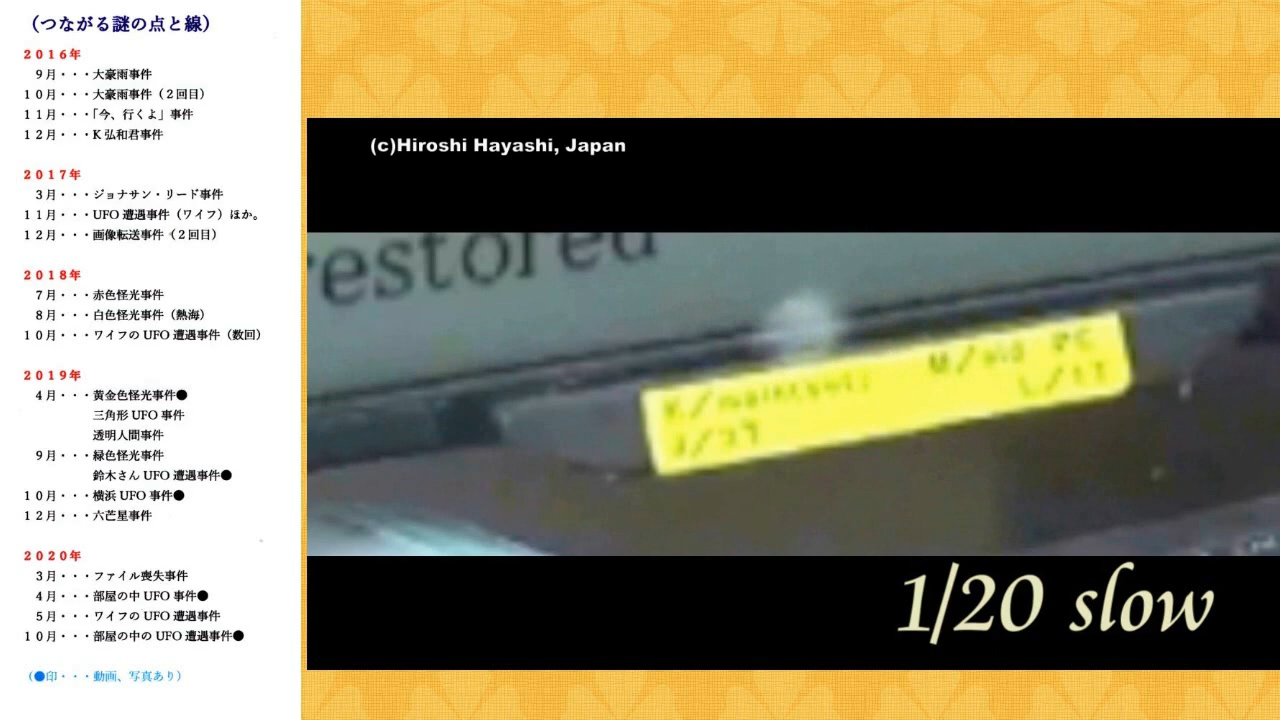 （つながる謎の点と線）
２０１６年
９月・・・大豪雨事件
１０月・・・大豪雨事件（２回目）
１１月・・・「今、行くよ」事件
１２月・・・K 弘和君事件
２０１７年
３月・・・ジョナサン・リード事件
１１月・・・UFO 遭遇事件（ワイフ）ほか。
１２月・・・画像転送事件（２回目）
２０１８年
７月・・・赤色怪光事件
８月・・・白色怪光事件（熱海）
１０月・・・ワイフの UFO 遭遇事件（数回）
２０１９年
４月・・・黄金色怪光事件●
三角形 UFO 事件
透明人間事件
９月・・・緑色怪光事件
鈴木さん UFO 遭遇事件●
１０月・・・横浜 UFO 事件●
１２月・・・六芒星事件
２０２０年
３月・・・ファイル喪失事件
４月・・・部屋の中 UFO 事件●
５月・・・ワイフの UFO 遭遇事件
１０月・・・部屋の中の UFO 遭遇事件●
（●印・・・動画、写真あり）
(c)Hiroshi Hayashi, Japan
restored
1/20 slow